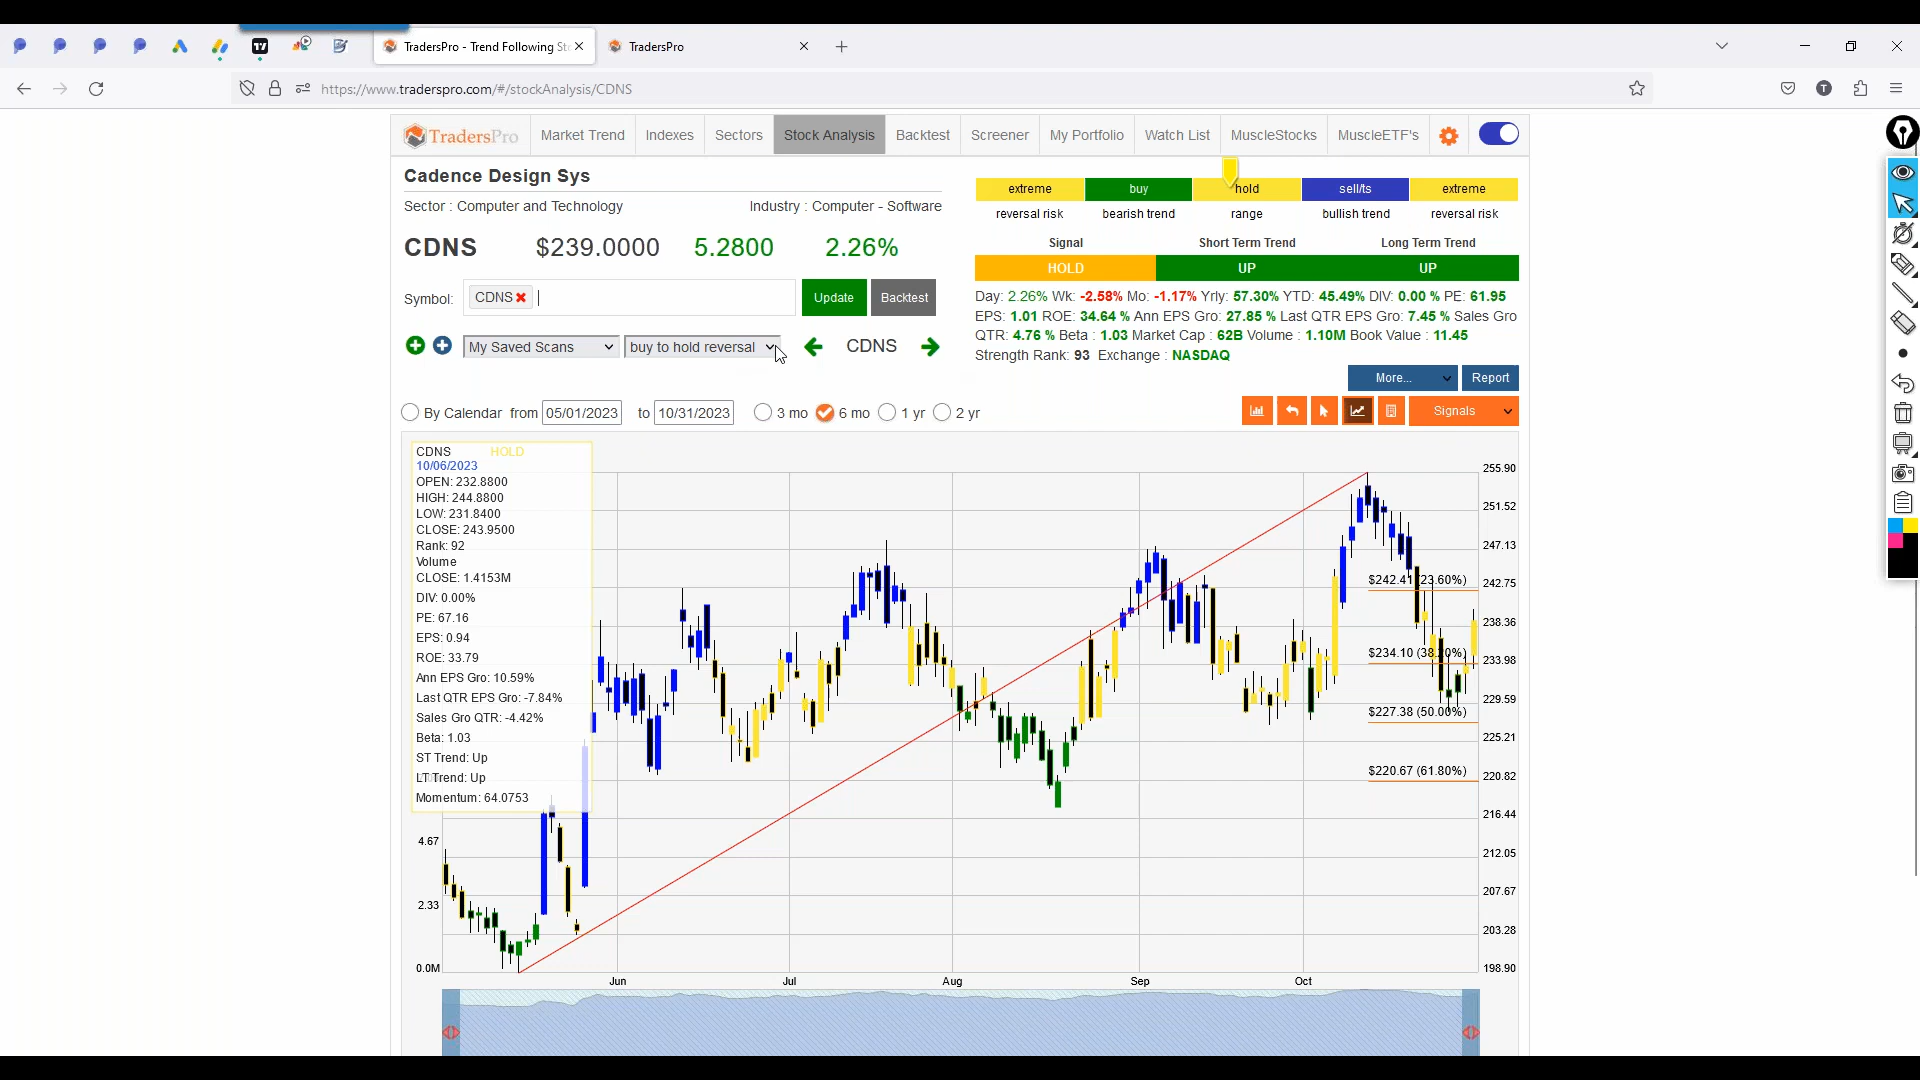 TradersPro - Trend Following Sto
TradersPro
https://www.traderspro.com/#/stockAnalysis/CDNS
T
TradersPro Market Trend Indexes Sectors Stock Analysis Backtest Screener My Portfolio Watch List MuscleStocks MuscleETF's
Cadence Design Sys
Sector : Computer and Technology Industry : Computer - Software
CDNS $239.0000 5.2800 2.26%
Symbol: CDNS Update Backtest
My Saved Scans buy to hold reversal CDNS
extreme buy hold sell/ts extreme
reversal risk bearish trend range bullish trend reversal risk
Signal Short Term Trend Long Term Trend
HOLD UP UP
Day: 2.26% Wk: -2.58% Mo: -1.17% Yrly: 57.30% YTD: 45.49% DIV: 0.00 % PE: 61.95
EPS: 1.01 ROE: 34.64 % Ann EPS Gro: 27.85 % Last QTR EPS Gro: 7.45 % Sales Gro
QTR: 4.76 % Beta : 1.03 Market Cap : 62B Volume : 1.10M Book Value : 11.45
Strength Rank: 93 Exchange : NASDAQ
More... Report
By Calendar from 05/01/2023 to 10/31/2023 3 mo 6 mo 1 yr 2 yr
Signals
CDNS HOLD
10/06/2023
OPEN: 232.8800
HIGH: 244.8800
LOW: 231.8400
CLOSE: 243.9500
Rank: 92
Volume
CLOSE: 1.4153M
DIV: 0.00%
PE: 67.16
EPS: 0.94
ROE: 33.79
Ann EPS Gro: 10.59%
Last QTR EPS Gro: -7.84%
Sales Gro QTR: -4.42%
Beta: 1.03
ST Trend: Up
LT Trend: Up
Momentum: 64.0753
4.67
2.33
0.0M
$242.41 (23.60%)
$234.10 (38.20%)
$227.38 (50.00%)
$220.67 (61.80%)
255.90
251.52
247.13
242.75
238.36
233.98
229.59
225.21
220.82
216.44
212.05
207.67
203.28
198.90
Jun Jul Aug Sep Oct